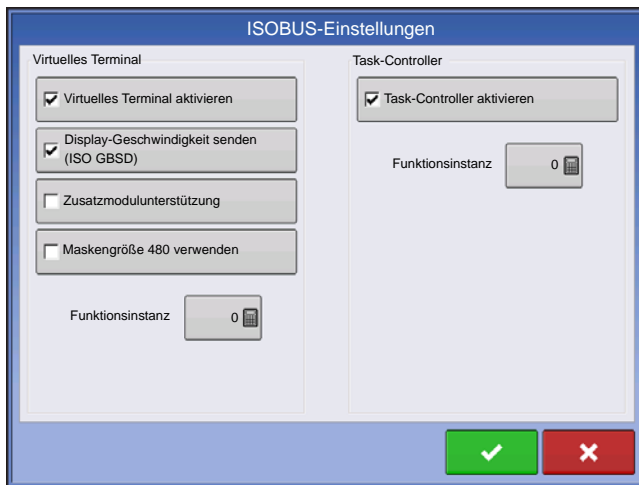 ISOBUS-Einstellungen
Virtuelles Terminal
Virtuelles Terminal aktivieren
Display-Geschwindigkeit senden
(ISO GBSD)
Zusatzmodulunterstützung
Maskengröße 480 verwenden
Funktionsinstanz 0
Task-Controller
Task-Controller aktivieren
Funktionsinstanz 0